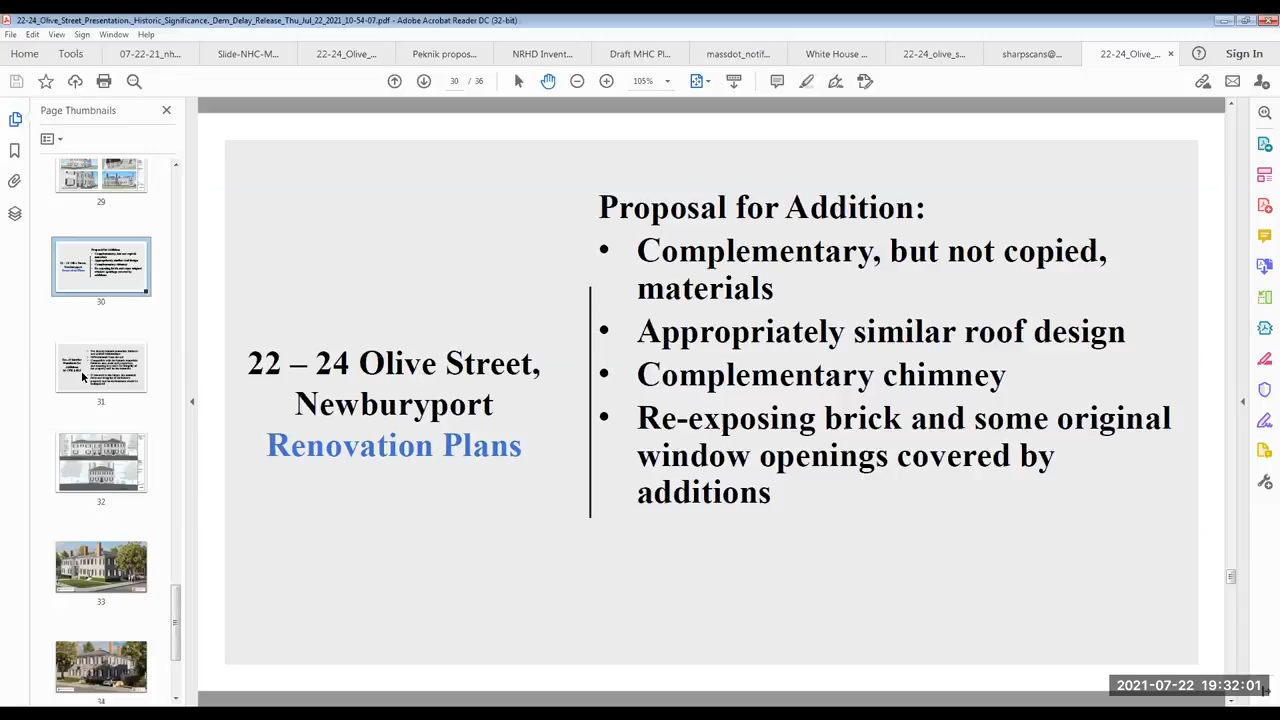 22-24_Olive_Street_Presentation._Historic_Significance._Dem_Delay_Release_Thu_Jul_22_2021_10-54-07.pdf - Adobe Acrobat Reader DC (32-bit)
File Edit View Sign Window Help
Home Tools 07-22-21_nh... Slide-NHC-M... 22-24_Olive_... Peknik propos... NRHD Invent... Draft MHC Pl... massdot_notif... White House ... 22-24_olive_s... sharpscans@... 22-24_Olive_... × Sign In
30 / 36 105%
Page Thumbnails
29
30
31
32
33
34
22 – 24 Olive Street,
Newburyport
Renovation Plans
Proposal for Addition:
• Complementary, but not copied,
materials
• Appropriately similar roof design
• Complementary chimney
• Re-exposing brick and some original
window openings covered by
additions
2021-07-22 19:32:01